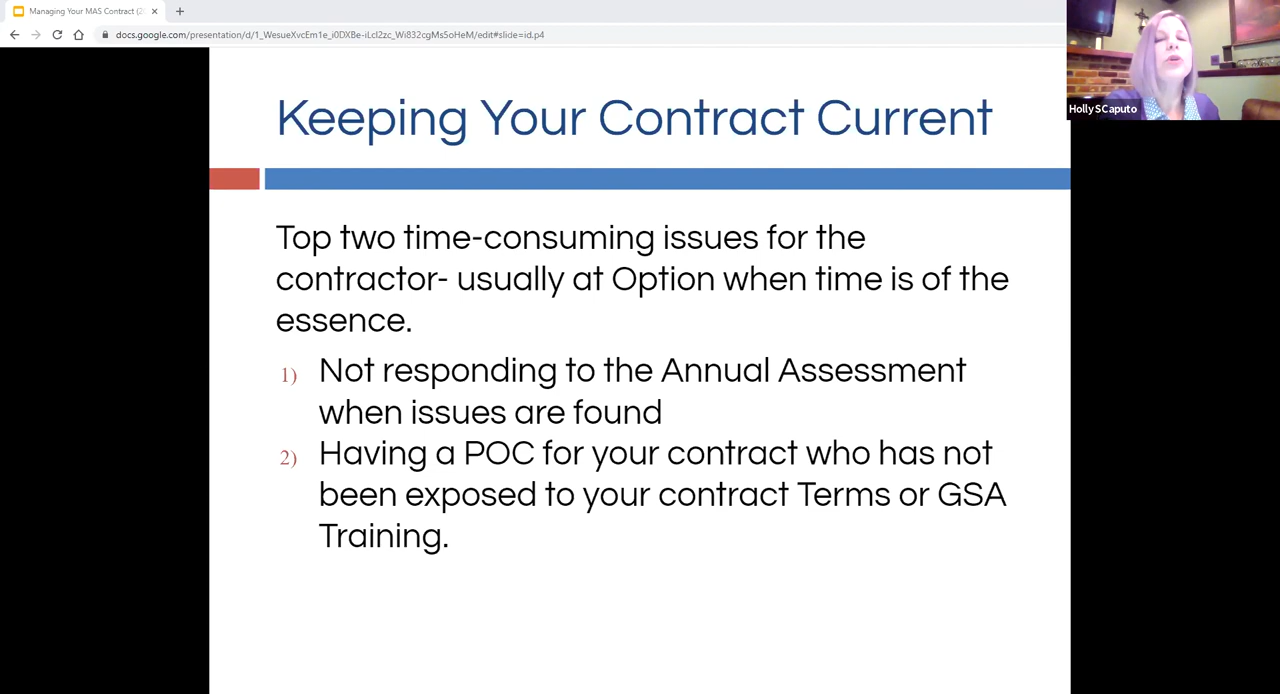 Managing Your MAS Contract (2
docs.google.com/presentation/d/1_WesueXvcEm1e_i0DXBe-iLcl2zc_Wi832cgMs5oHeM/edit#slide=id.p4
Holly SCaputo
Keeping Your Contract Current
Top two time-consuming issues for the
contractor- usually at Option when time is of the
essence.
1) Not responding to the Annual Assessment
when issues are found
2) Having a POC for your contract who has not
been exposed to your contract Terms or GSA
Training.